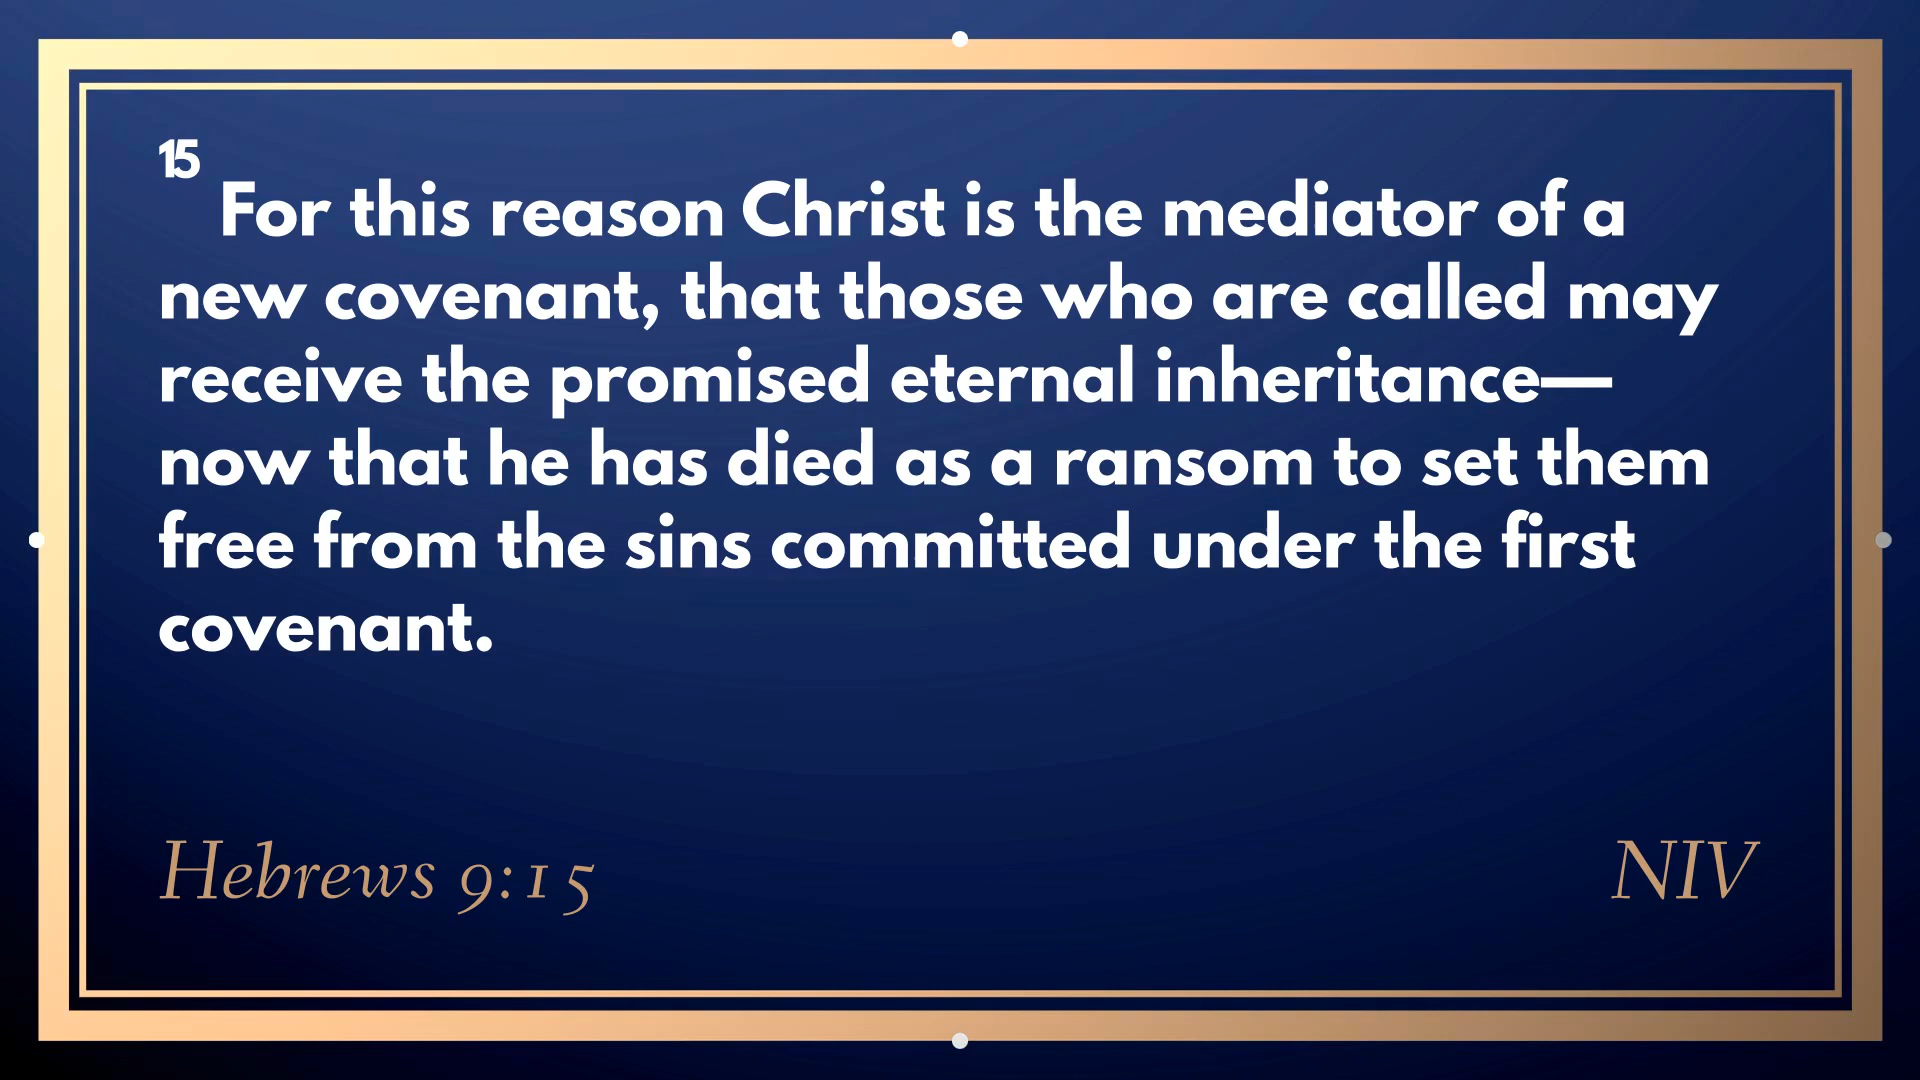 15 For this reason Christ is the mediator of a
new covenant, that those who are called may
receive the promised eternal inheritance—
now that he has died as a ransom to set them
free from the sins committed under the first
covenant.
Hebrews 9:15
NIV